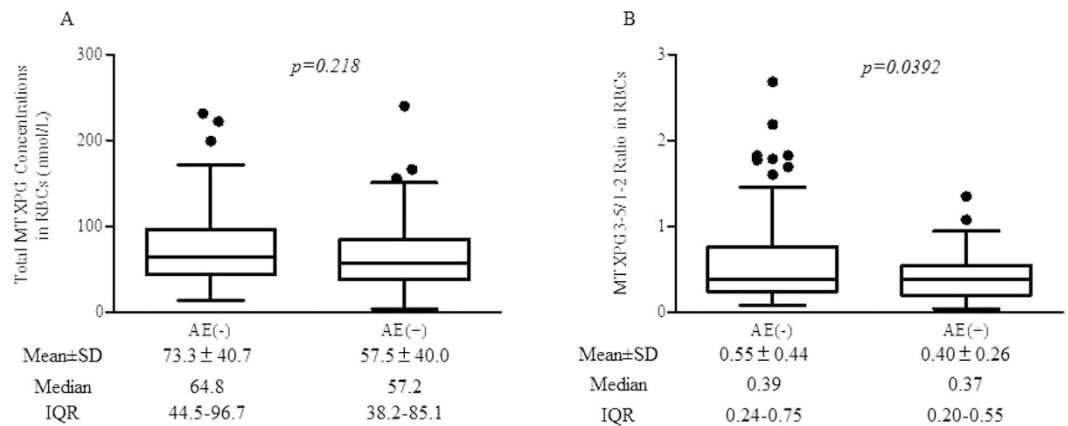 A
Total MTXPG Concentrations
in RBCs (nmol/L)
300
200
100
0
p=0.218
AE(-) AE(+)
Mean±SD 73.3 ± 40.7 57.5 ± 40.0
Median 64.8 57.2
IQR 44.5-96.7 38.2-85.1
B
MTXPG3-5/1-2 Ratio in RBCs
3
2
1
0
p=0.0392
AE(-) AE(+)
Mean±SD 0.55 ± 0.44 0.40 ± 0.26
Median 0.39 0.37
IQR 0.24-0.75 0.20-0.55